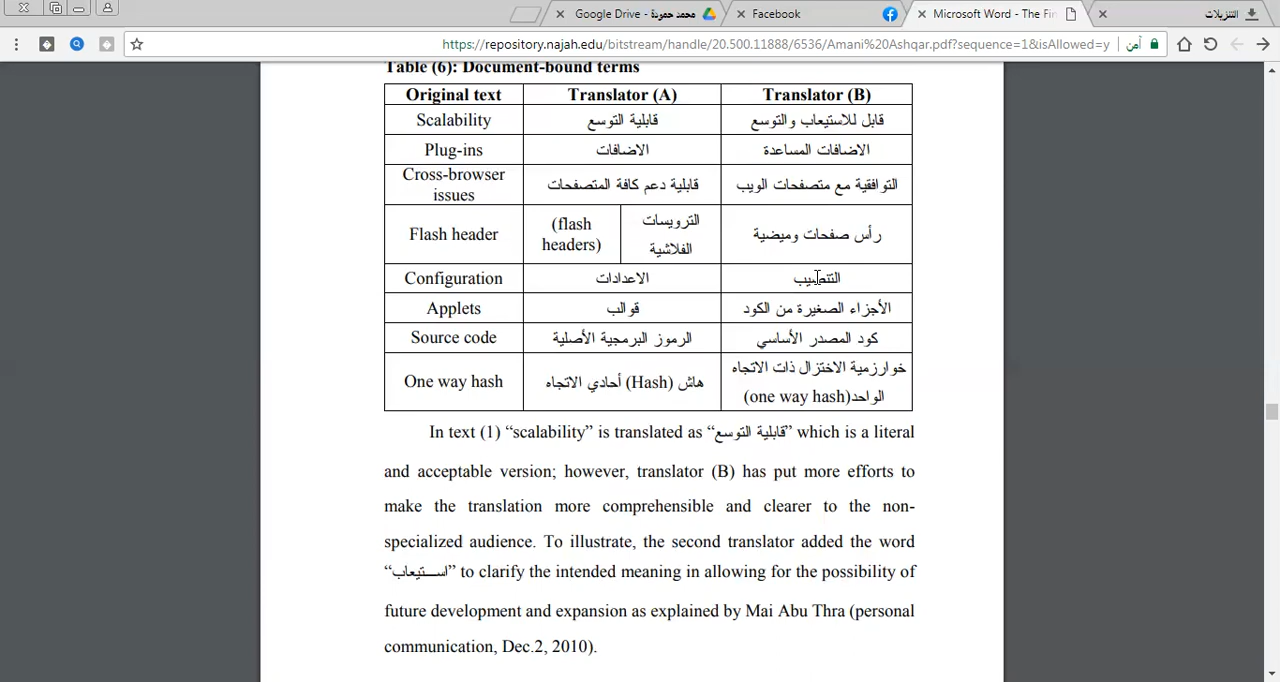 Google Drive - محمد حمودة
Facebook
Microsoft Word - The Fir
التنزيلات
https://repository.najah.edu/bitstream/handle/20.500.11888/6536/Amani%20Ashqar.pdf?sequence=1&isAllowed=y
آمن
Table (6): Document-bound terms
Original text Translator (A) Translator (B)
Scalability قابلية التوسع قابل للاستيعاب والتوسع
Plug-ins الاضافات الاضافات المساعدة
Cross-browser issues قابلية دعم كافة المتصفحات التوافقية مع متصفحات الويب
Flash header (flash headers) الترويسات الفلاشية رأس صفحات وميضية
Configuration الاعدادات التنصيب
Applets قوالب الأجزاء الصغيرة من الكود
Source code الرموز البرمجية الأصلية كود المصدر الأساسي
One way hash هاش (Hash) أحادي الاتجاه خوارزمية الاختزال ذات الاتجاه الواحد(one way hash)
In text (1) “scalability” is translated as “قابلية التوسع” which is a literal
and acceptable version; however, translator (B) has put more efforts to
make the translation more comprehensible and clearer to the non-
specialized audience. To illustrate, the second translator added the word
“استيعاب” to clarify the intended meaning in allowing for the possibility of
future development and expansion as explained by Mai Abu Thra (personal
communication, Dec.2, 2010).